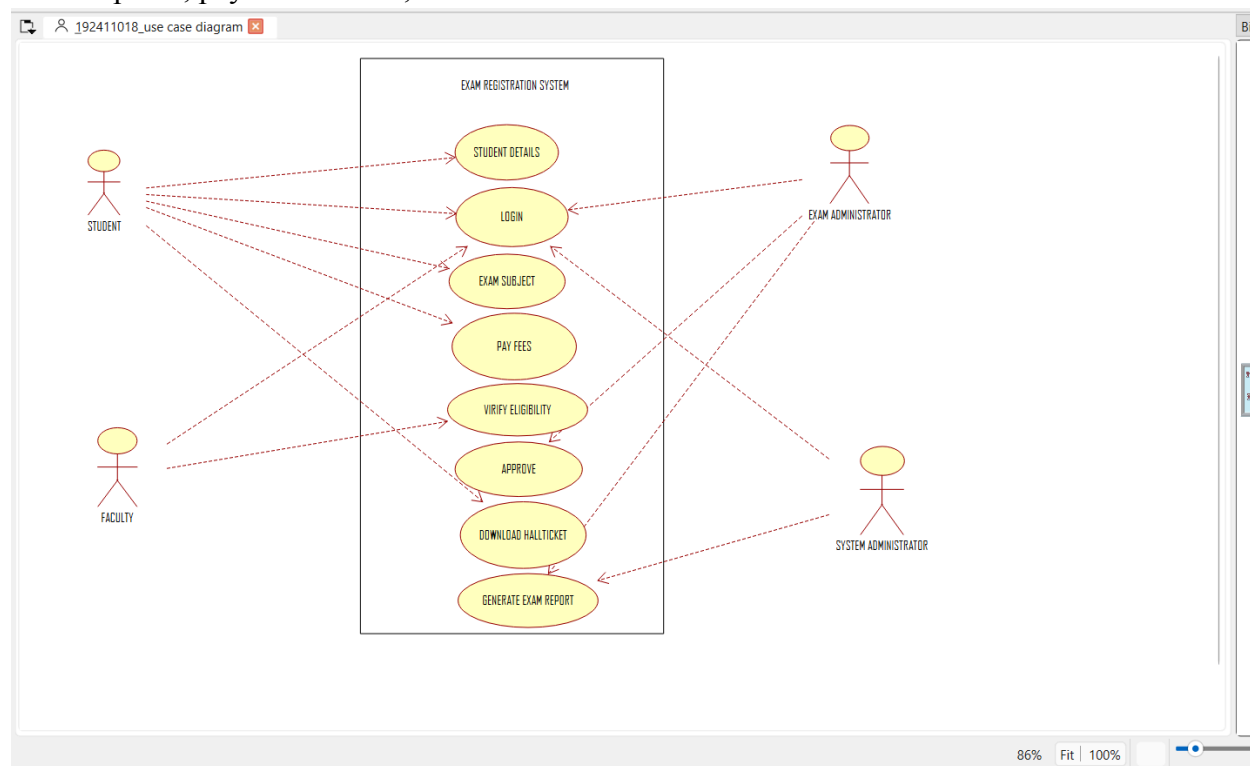 192411018_use case diagram
EXAM REGISTRATION SYSTEM
STUDENT DETAILS
LOGIN
EXAM SUBJECT
PAY FEES
VIRIFY ELIGIBILITY
APPROVE
DOWNLOAD HALLTICKET
GENERATE EXAM REPORT
STUDENT
FACULTY
EXAM ADMINISTRATOR
SYSTEM ADMINISTRATOR
86% Fit 100%